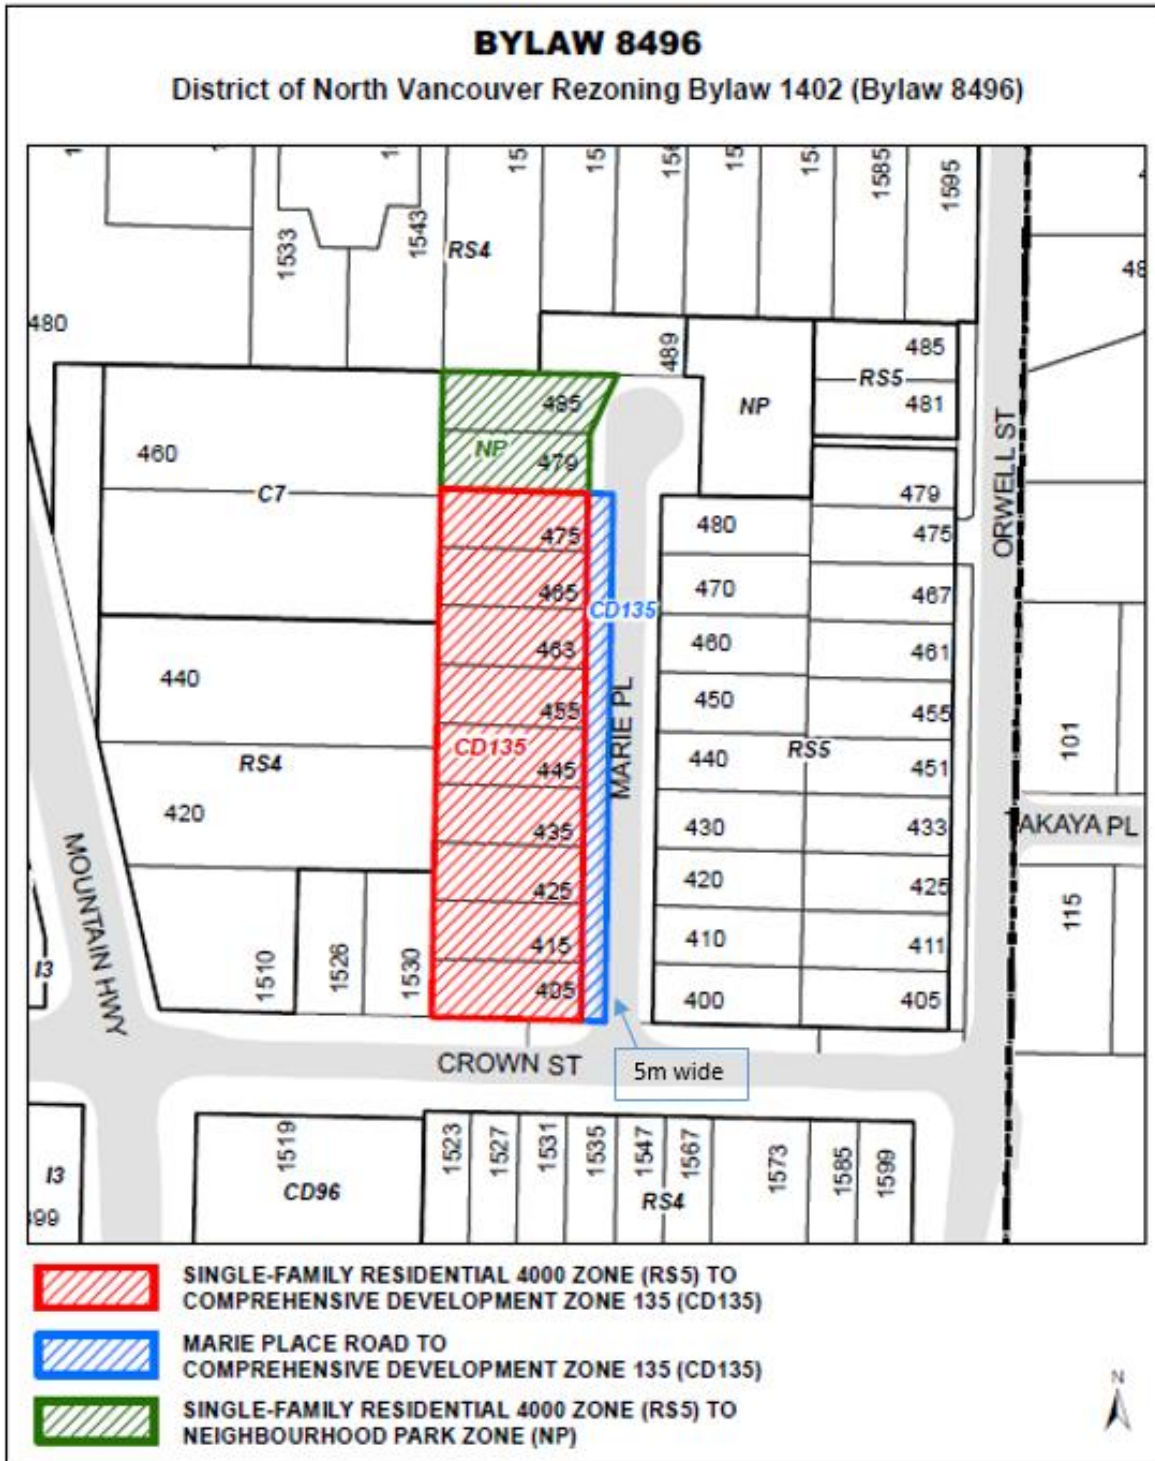 BYLAW 8496
District of North Vancouver Rezoning Bylaw 1402 (Bylaw 8496)
1585
1595
1533
1543
RS4
480
489
485
RS5
481
NP
485
NP
479
460
C7
479
475
480
475
465
CD135
470
467
463
460
461
440
455
MARIE PL
450
455
ORWELL ST
CD135
RS4
445
440
RS5
451
101
420
435
430
433
AKAYA PL
MOUNTAIN HWY
425
420
425
115
415
410
411
I3
1510
1526
1530
405
400
405
CROWN ST
5m wide
1519
1523
1527
1531
1535
1547
1567
1573
1585
1599
I3
CD96
RS4
399
SINGLE-FAMILY RESIDENTIAL 4000 ZONE (RS5) TO
COMPREHENSIVE DEVELOPMENT ZONE 135 (CD135)
MARIE PLACE ROAD TO
COMPREHENSIVE DEVELOPMENT ZONE 135 (CD135)
SINGLE-FAMILY RESIDENTIAL 4000 ZONE (RS5) TO
NEIGHBOURHOOD PARK ZONE (NP)
N